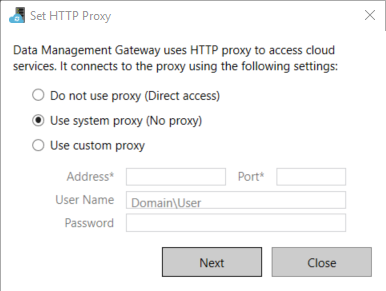 Set HTTP Proxy
Data Management Gateway uses HTTP proxy to access cloud
services. It connects to the proxy using the following settings:
Do not use proxy (Direct access)
Use system proxy (No proxy)
Use custom proxy
Address* Port*
User Name Domain\User
Password
Next Close